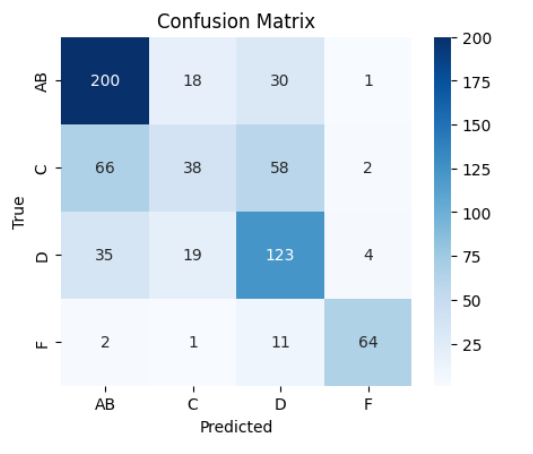 Confusion Matrix
AB 200 18 30 1
C 66 38 58 2
D 35 19 123 4
F 2 1 11 64
AB C D F
Predicted
True
200
175
150
125
100
75
50
25